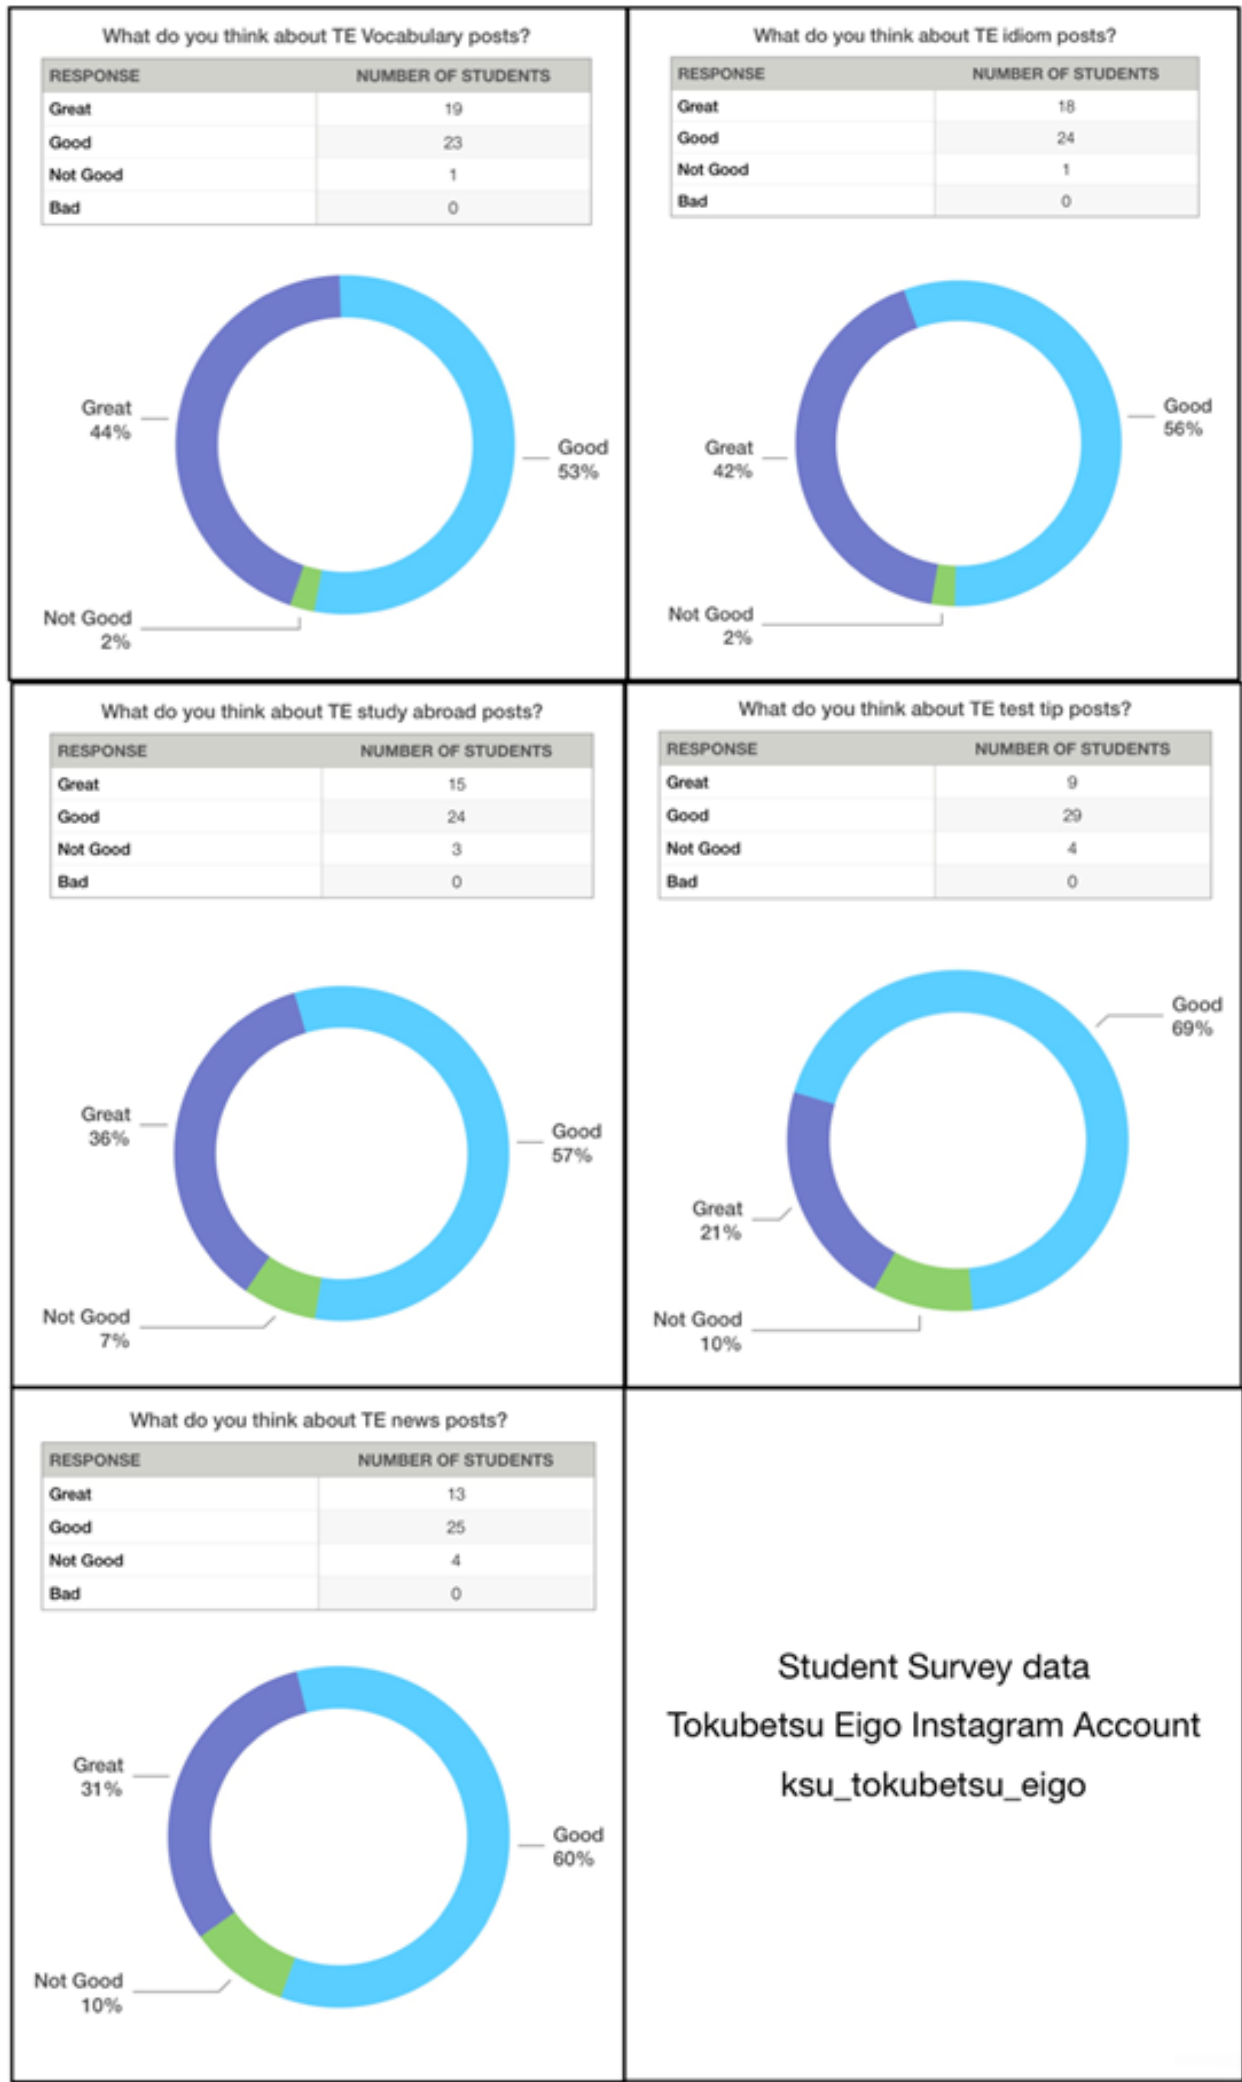 What do you think about TE Vocabulary posts?
RESPONSE NUMBER OF STUDENTS
Great 19
Good 23
Not Good 1
Bad 0
Great
44%
Good
53%
Not Good
2%
What do you think about TE idiom posts?
RESPONSE NUMBER OF STUDENTS
Great 18
Good 24
Not Good 1
Bad 0
Good
56%
Great
42%
Not Good
2%
What do you think about TE study abroad posts?
RESPONSE NUMBER OF STUDENTS
Great 15
Good 24
Not Good 3
Bad 0
Great
36%
Good
57%
Not Good
7%
What do you think about TE test tip posts?
RESPONSE NUMBER OF STUDENTS
Great 9
Good 29
Not Good 4
Bad 0
Good
69%
Great
21%
Not Good
10%
What do you think about TE news posts?
RESPONSE NUMBER OF STUDENTS
Great 13
Good 25
Not Good 4
Bad 0
Great
31%
Good
60%
Not Good
10%
Student Survey data
Tokubetsu Eigo Instagram Account
ksu_tokubetsu_eigo